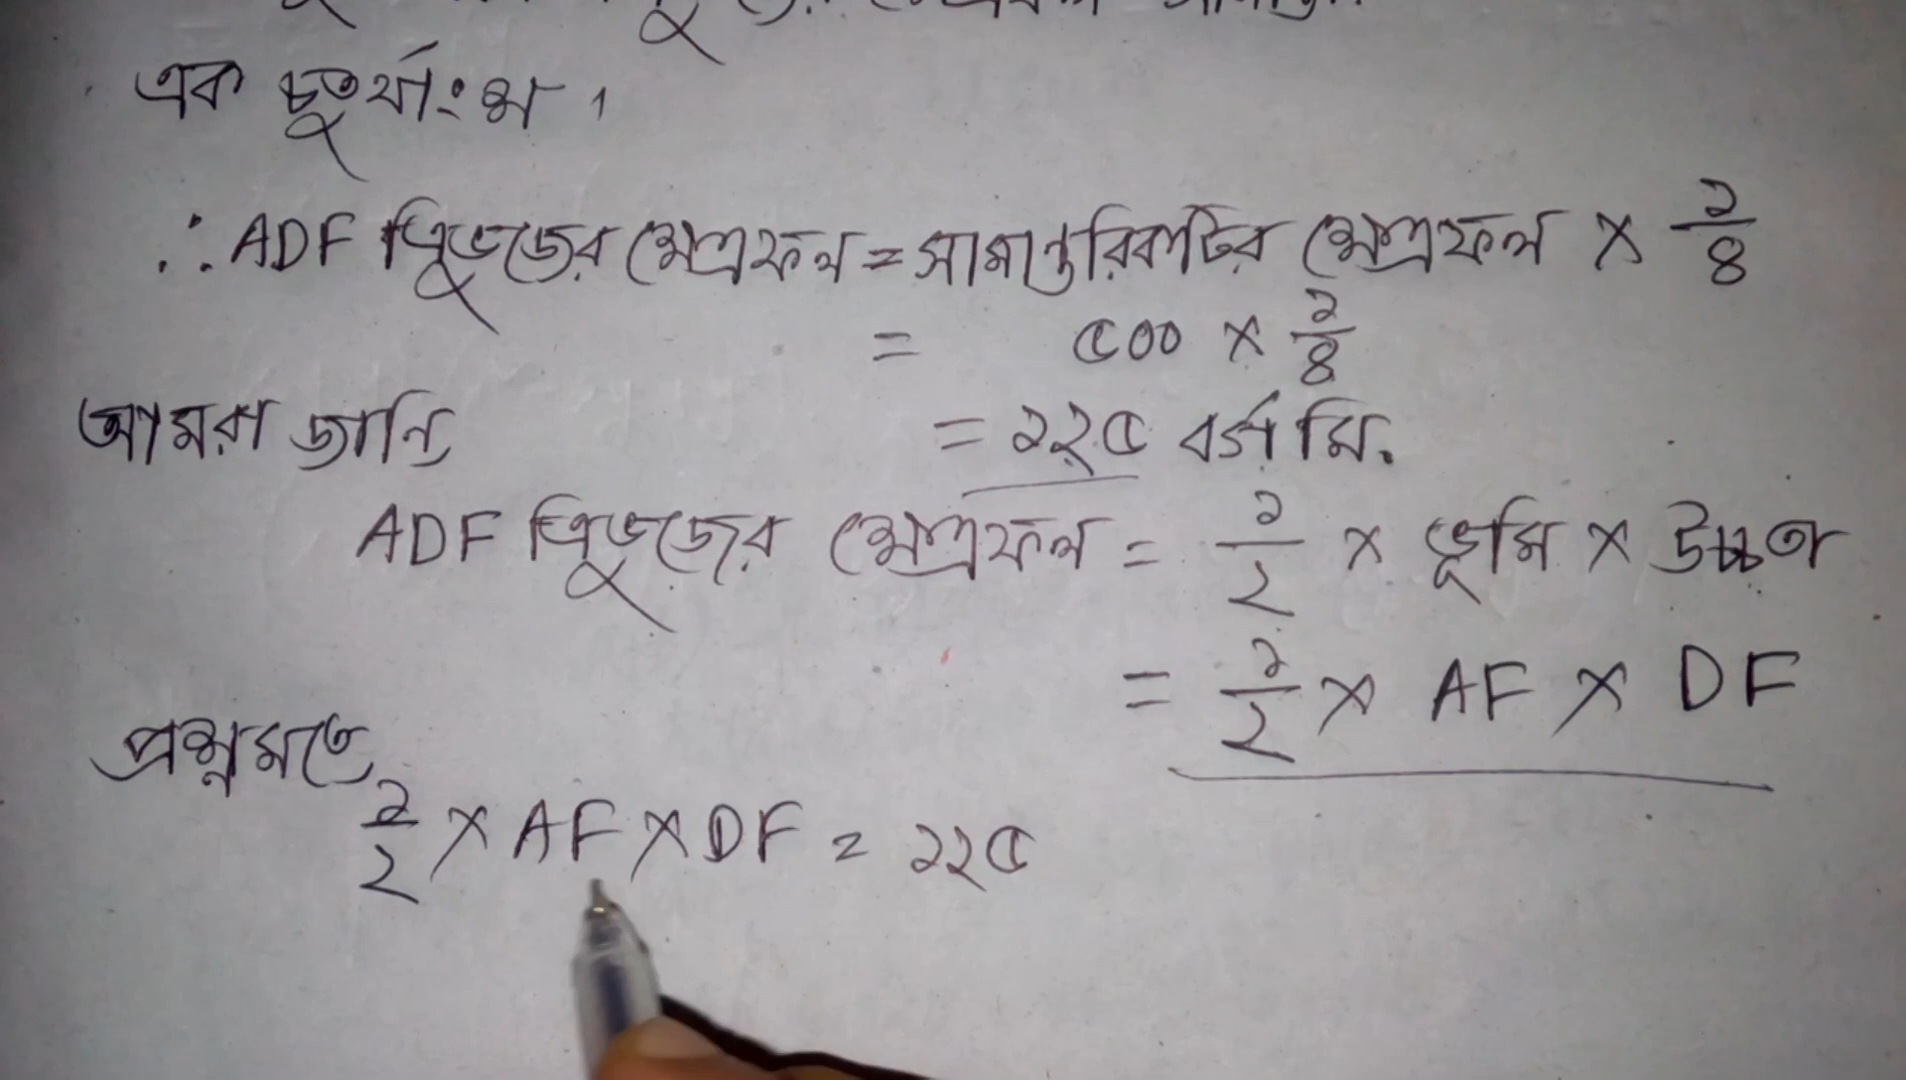 এক চতুর্থাংশ ।
∴ ADF ত্রিভুজের ক্ষেত্রফল = সামান্তরিকটির ক্ষেত্রফল × ১/৪
= ৫০০ × ১/৪
আমরা জানি = ১২৫ বর্গ মি.
ADF ত্রিভুজের ক্ষেত্রফল = ১/২ × ভূমি × উচ্চতা
= ১/২ × AF × DF
প্রশ্নমতে
১/২ × AF × DF = ১২৫